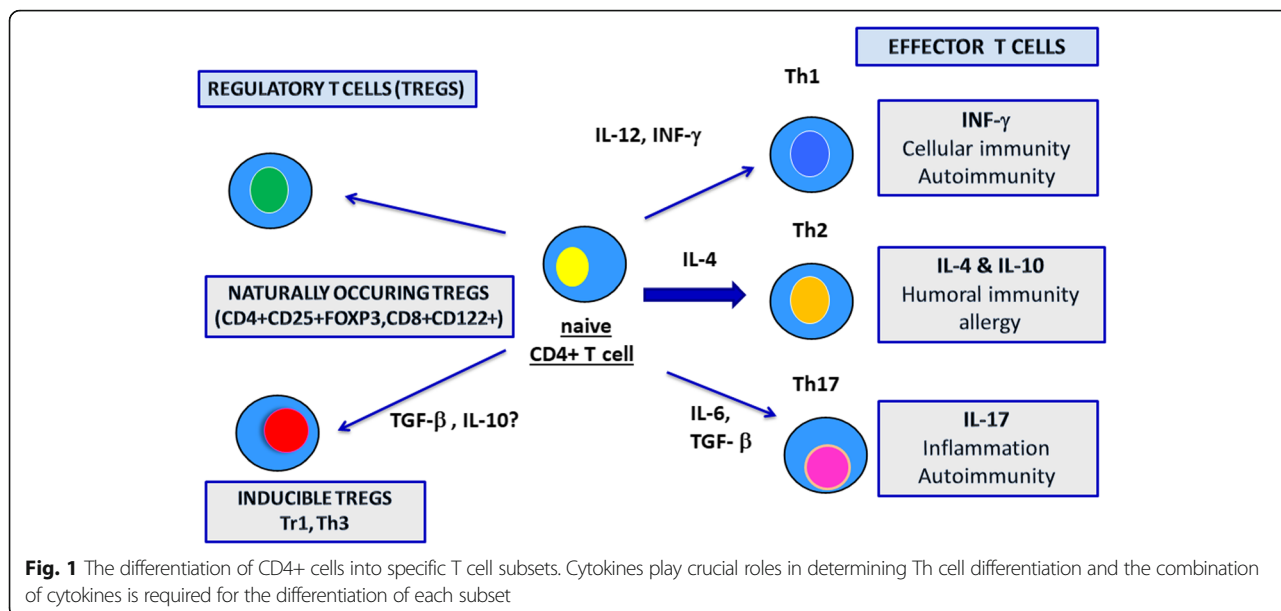 EFFECTOR T CELLS
REGULATORY T CELLS (TREGS)
Th1
IL-12, INF-γ
INF-γ
Cellular immunity
Autoimmunity
Th2
IL-4
IL-4 & IL-10
Humoral immunity
allergy
NATURALLY OCCURING TREGS
(CD4+CD25+FOXP3,CD8+CD122+)
naive
CD4+ T cell
Th17
TGF-β , IL-10?
IL-6,
TGF- β
IL-17
Inflammation
Autoimmunity
INDUCIBLE TREGS
Tr1, Th3
Fig. 1 The differentiation of CD4+ cells into specific T cell subsets. Cytokines play crucial roles in determining Th cell differentiation and the combination
of cytokines is required for the differentiation of each subset